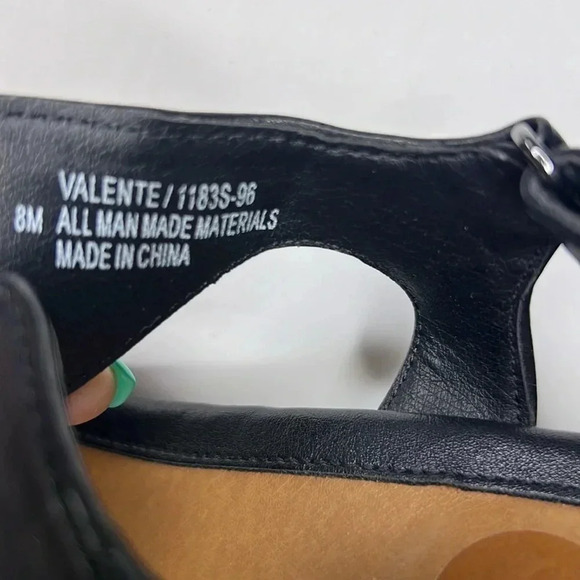 VALENTE/1183S-96
8M ALL MAN MADE MATERIALS
MADE IN CHINA